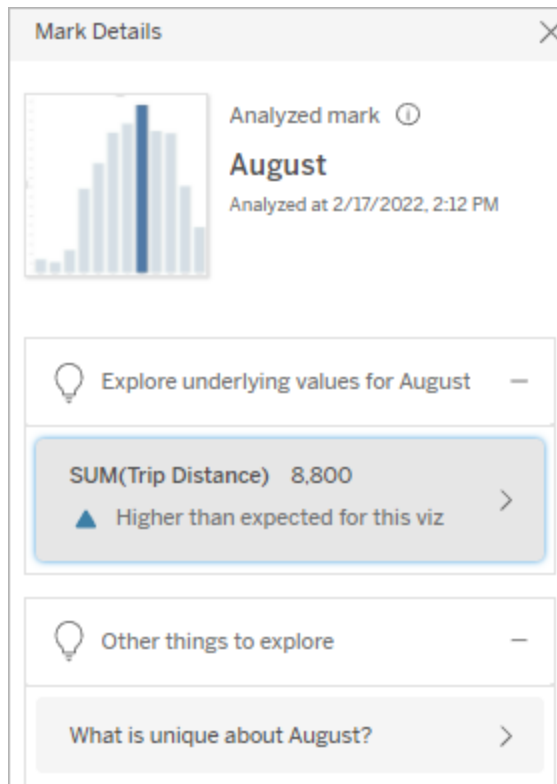 Mark Details
Analyzed mark
August
Analyzed at 2/17/2022, 2:12 PM
Explore underlying values for August
SUM(Trip Distance) 8,800
Higher than expected for this viz
Other things to explore
What is unique about August?